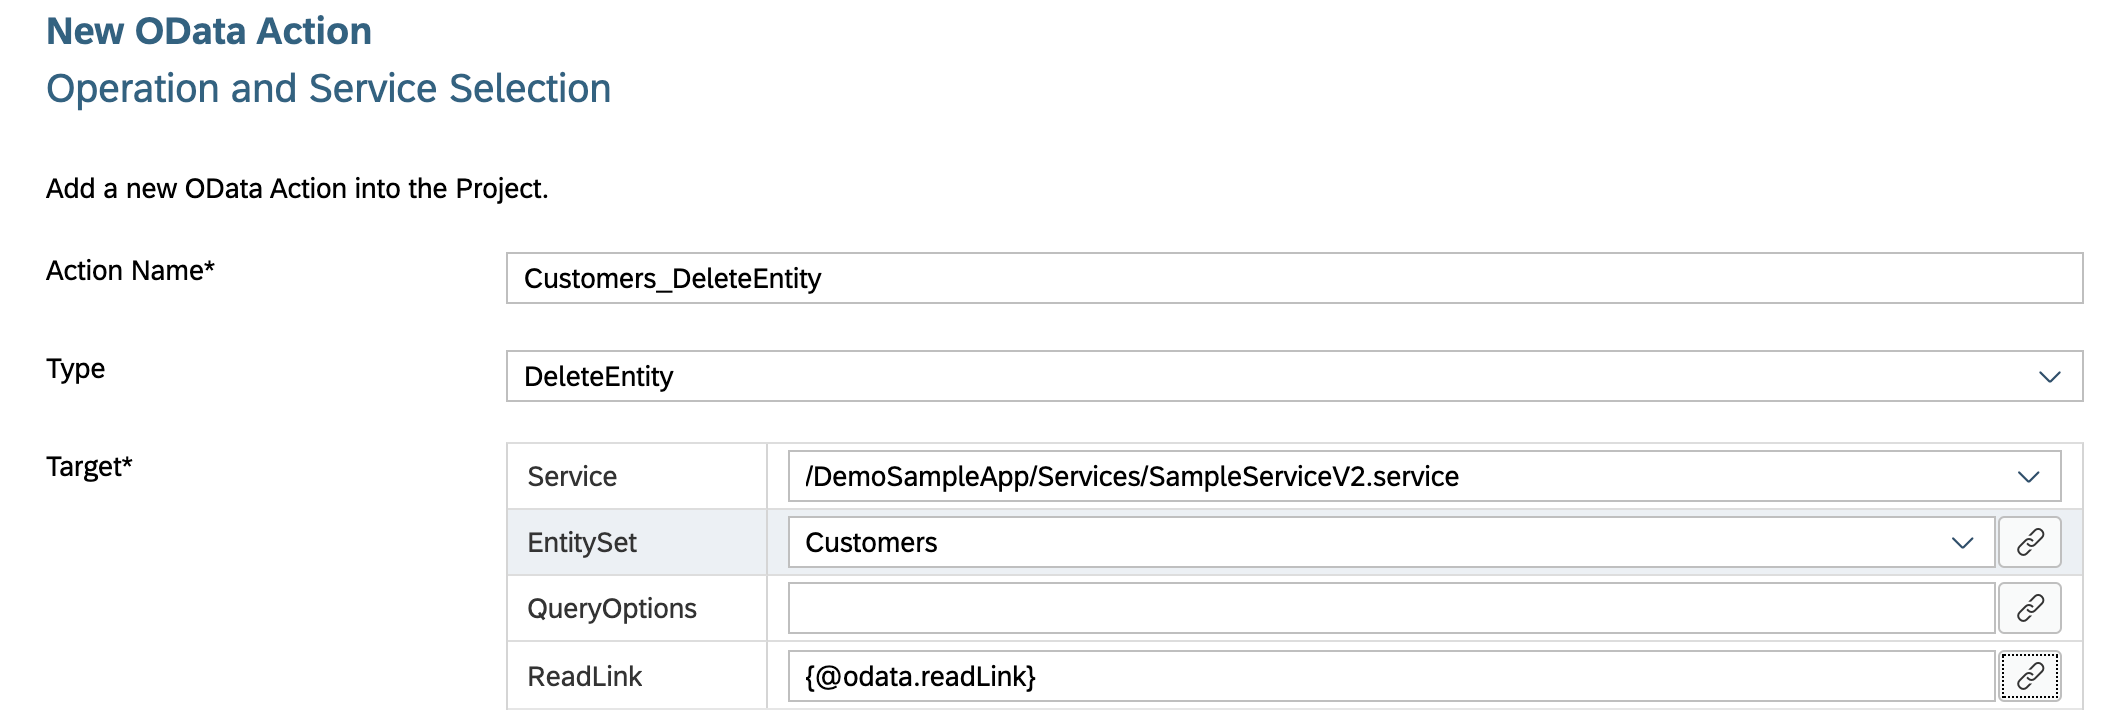 New OData Action
Operation and Service Selection
Add a new OData Action into the Project.
Action Name* Customers_DeleteEntity
Type DeleteEntity
Target* Service /DemoSampleApp/Services/SampleServiceV2.service
EntitySet Customers
QueryOptions
ReadLink {@odata.readLink}